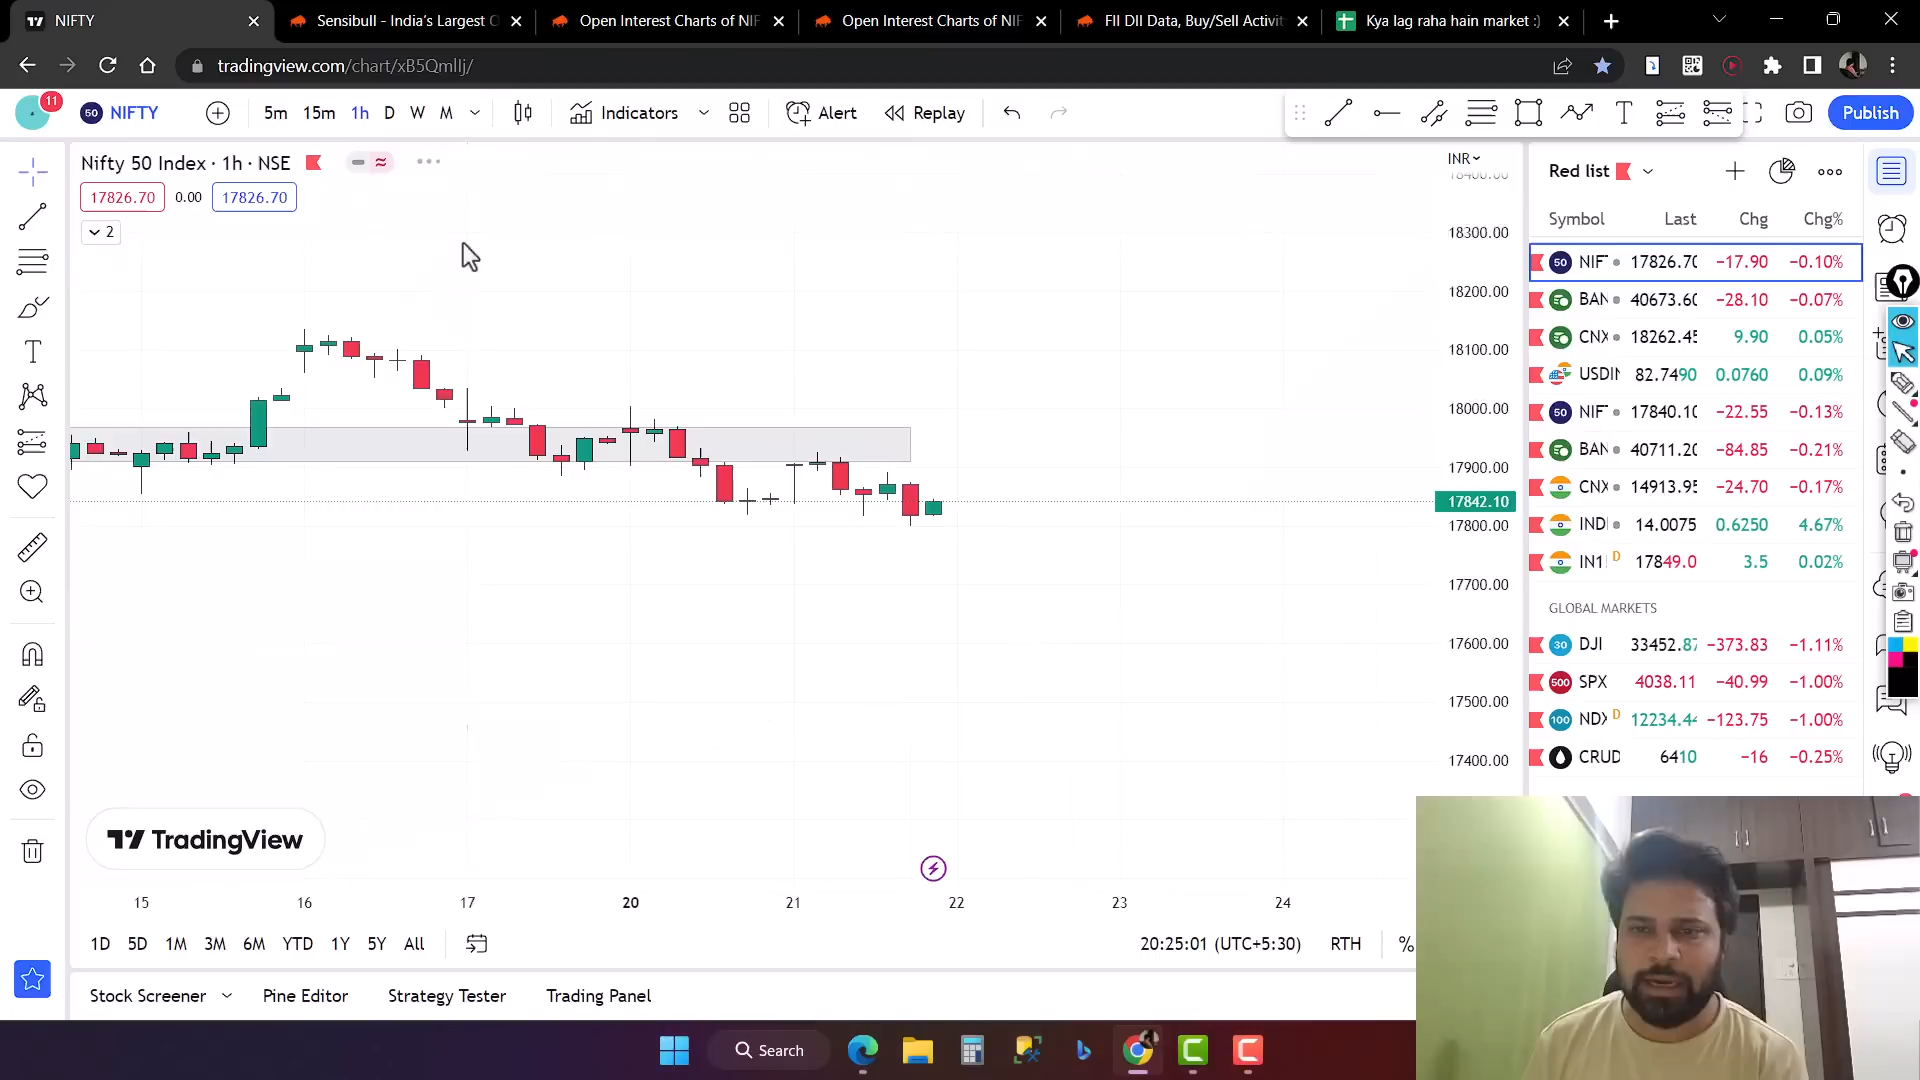 NIFTY
Sensibull - India's Largest O
Open Interest Charts of NIF
Open Interest Charts of NIF
FII DII Data, Buy/Sell Activit
Kya lag raha hain market :)
tradingview.com/chart/xB5QmlIj/
11
50 NIFTY
5m 15m 1h D W M
Indicators
Alert
Replay
Publish
Nifty 50 Index · 1h · NSE
17826.70 0.00 17826.70
2
INR
18400.00
18300.00
18200.00
18100.00
18000.00
17900.00
17842.10
17800.00
17700.00
17600.00
17500.00
17400.00
Red list
Symbol Last Chg Chg%
50 NIF 17826.70 −17.90 −0.10%
BAN 40673.60 −28.10 −0.07%
CNX 18262.45 9.90 0.05%
USDIN 82.7490 0.0760 0.09%
50 NIF 17840.10 −22.55 −0.13%
BAN 40711.20 −84.85 −0.21%
CNX 14913.95 −24.70 −0.17%
INDI 14.0075 0.6250 4.67%
IN1 D 17849.0 3.5 0.02%
GLOBAL MARKETS
30 DJI 33452.87 −373.83 −1.11%
500 SPX 4038.11 −40.99 −1.00%
100 NDX D 12234.44 −123.75 −1.00%
CRUD 6410 −16 −0.25%
TradingView
15 16 17 20 21 22 23 24
1D 5D 1M 3M 6M YTD 1Y 5Y All
20:25:01 (UTC+5:30) RTH %
Stock Screener
Pine Editor
Strategy Tester
Trading Panel
Search